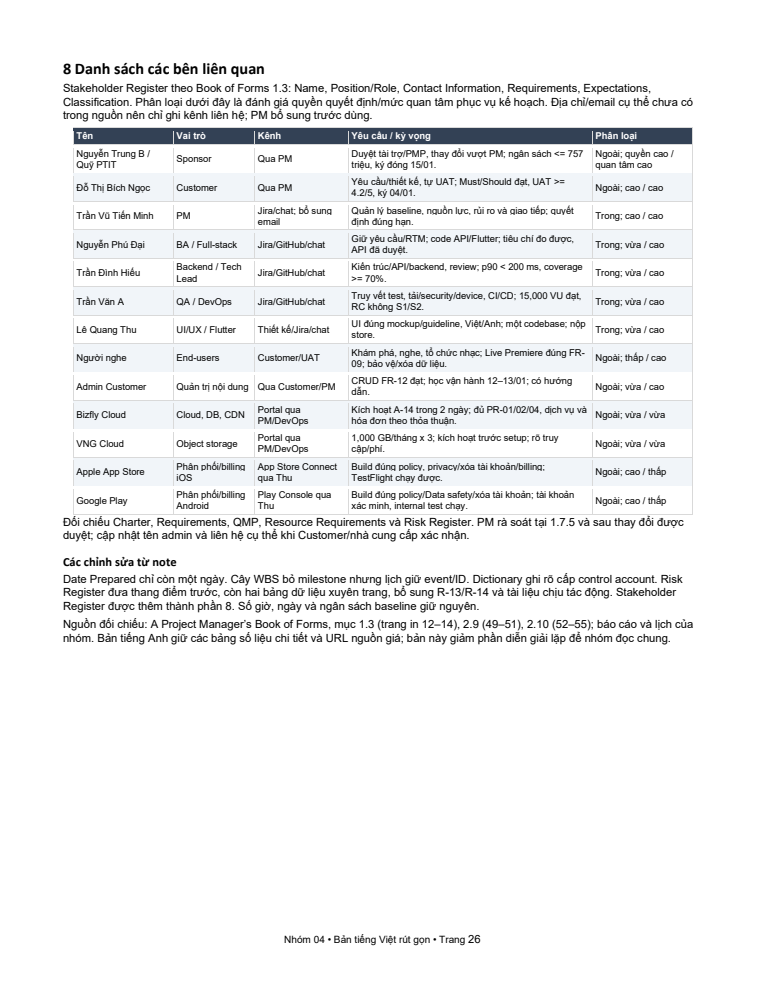 8 Danh sách các bên liên quan
Stakeholder Register theo Book of Forms 1.3: Name, Position/Role, Contact Information, Requirements, Expectations,
Classification. Phân loại dưới đây là đánh giá quyền quyết định/mức quan tâm phục vụ kế hoạch. Địa chỉ/email cụ thể chưa có
trong nguồn nên chỉ ghi kênh liên hệ; PM bổ sung trước dùng.
Tên Vai trò Kênh Yêu cầu / kỳ vọng Phân loại
Nguyễn Trung B / Quỹ PTIT Sponsor Qua PM Duyệt tài trợ/PMP, thay đổi vượt PM; ngân sách <= 757 triệu, ký đóng 15/01. Ngoài; quyền cao / quan tâm cao
Đỗ Thị Bích Ngọc Customer Qua PM Yêu cầu/thiết kế, tự UAT; Must/Should đạt, UAT >= 4.2/5, ký 04/01. Ngoài; cao / cao
Trần Vũ Tiến Minh PM Jira/chat; bổ sung email Quản lý baseline, nguồn lực, rủi ro và giao tiếp; quyết định đúng hạn. Trong; cao / cao
Nguyễn Phú Đại BA / Full-stack Jira/GitHub/chat Giữ yêu cầu/RTM; code API/Flutter; tiêu chí đo được, API đã duyệt. Trong; vừa / cao
Trần Đình Hiếu Backend / Tech Lead Jira/GitHub/chat Kiến trúc/API/backend, review; p90 < 200 ms, coverage >= 70%. Trong; vừa / cao
Trần Văn A QA / DevOps Jira/GitHub/chat Truy vết test, tải/security/device, CI/CD; 15,000 VU đạt, RC không S1/S2. Trong; vừa / cao
Lê Quang Thu UI/UX / Flutter Thiết kế/Jira/chat UI đúng mockup/guideline, Việt/Anh; một codebase; nộp store. Trong; vừa / cao
Người nghe End-users Customer/UAT Khám phá, nghe, tổ chức nhạc; Live Premiere đúng FR-09; bảo vệ/xóa dữ liệu. Ngoài; thấp / cao
Admin Customer Quản trị nội dung Qua Customer/PM CRUD FR-12 đạt; học vận hành 12–13/01; có hướng dẫn. Ngoài; vừa / cao
Bizfly Cloud Cloud, DB, CDN Portal qua PM/DevOps Kích hoạt A-14 trong 2 ngày; đủ PR-01/02/04, dịch vụ và hóa đơn theo thỏa thuận. Ngoài; vừa / vừa
VNG Cloud Object storage Portal qua PM/DevOps 1,000 GB/tháng x 3; kích hoạt trước setup; rõ truy cập/phí. Ngoài; vừa / vừa
Apple App Store Phân phối/billing iOS App Store Connect qua Thu Build đúng policy, privacy/xóa tài khoản/billing; TestFlight chạy được. Ngoài; cao / thấp
Google Play Phân phối/billing Android Play Console qua Thu Build đúng policy/Data safety/xóa tài khoản; tài khoản xác minh, internal test chạy. Ngoài; cao / thấp
Đối chiếu Charter, Requirements, QMP, Resource Requirements và Risk Register. PM rà soát tại 1.7.5 và sau thay đổi được
duyệt; cập nhật tên admin và liên hệ cụ thể khi Customer/nhà cung cấp xác nhận.
Các chỉnh sửa từ note
Date Prepared chỉ còn một ngày. Cây WBS bỏ milestone nhưng lịch giữ event/ID. Dictionary ghi rõ cấp control account. Risk
Register đưa thang điểm trước, còn hai bảng dữ liệu xuyên trang, bổ sung R-13/R-14 và tài liệu chịu tác động. Stakeholder
Register được thêm thành phần 8. Số giờ, ngày và ngân sách baseline giữ nguyên.
Nguồn đối chiếu: A Project Manager's Book of Forms, mục 1.3 (trang in 12–14), 2.9 (49–51), 2.10 (52–55); báo cáo và lịch của
nhóm. Bản tiếng Anh giữ các bảng số liệu chi tiết và URL nguồn giá; bản này giảm phần diễn giải lặp để nhóm đọc chung.
Nhóm 04 • Bản tiếng Việt rút gọn • Trang 26